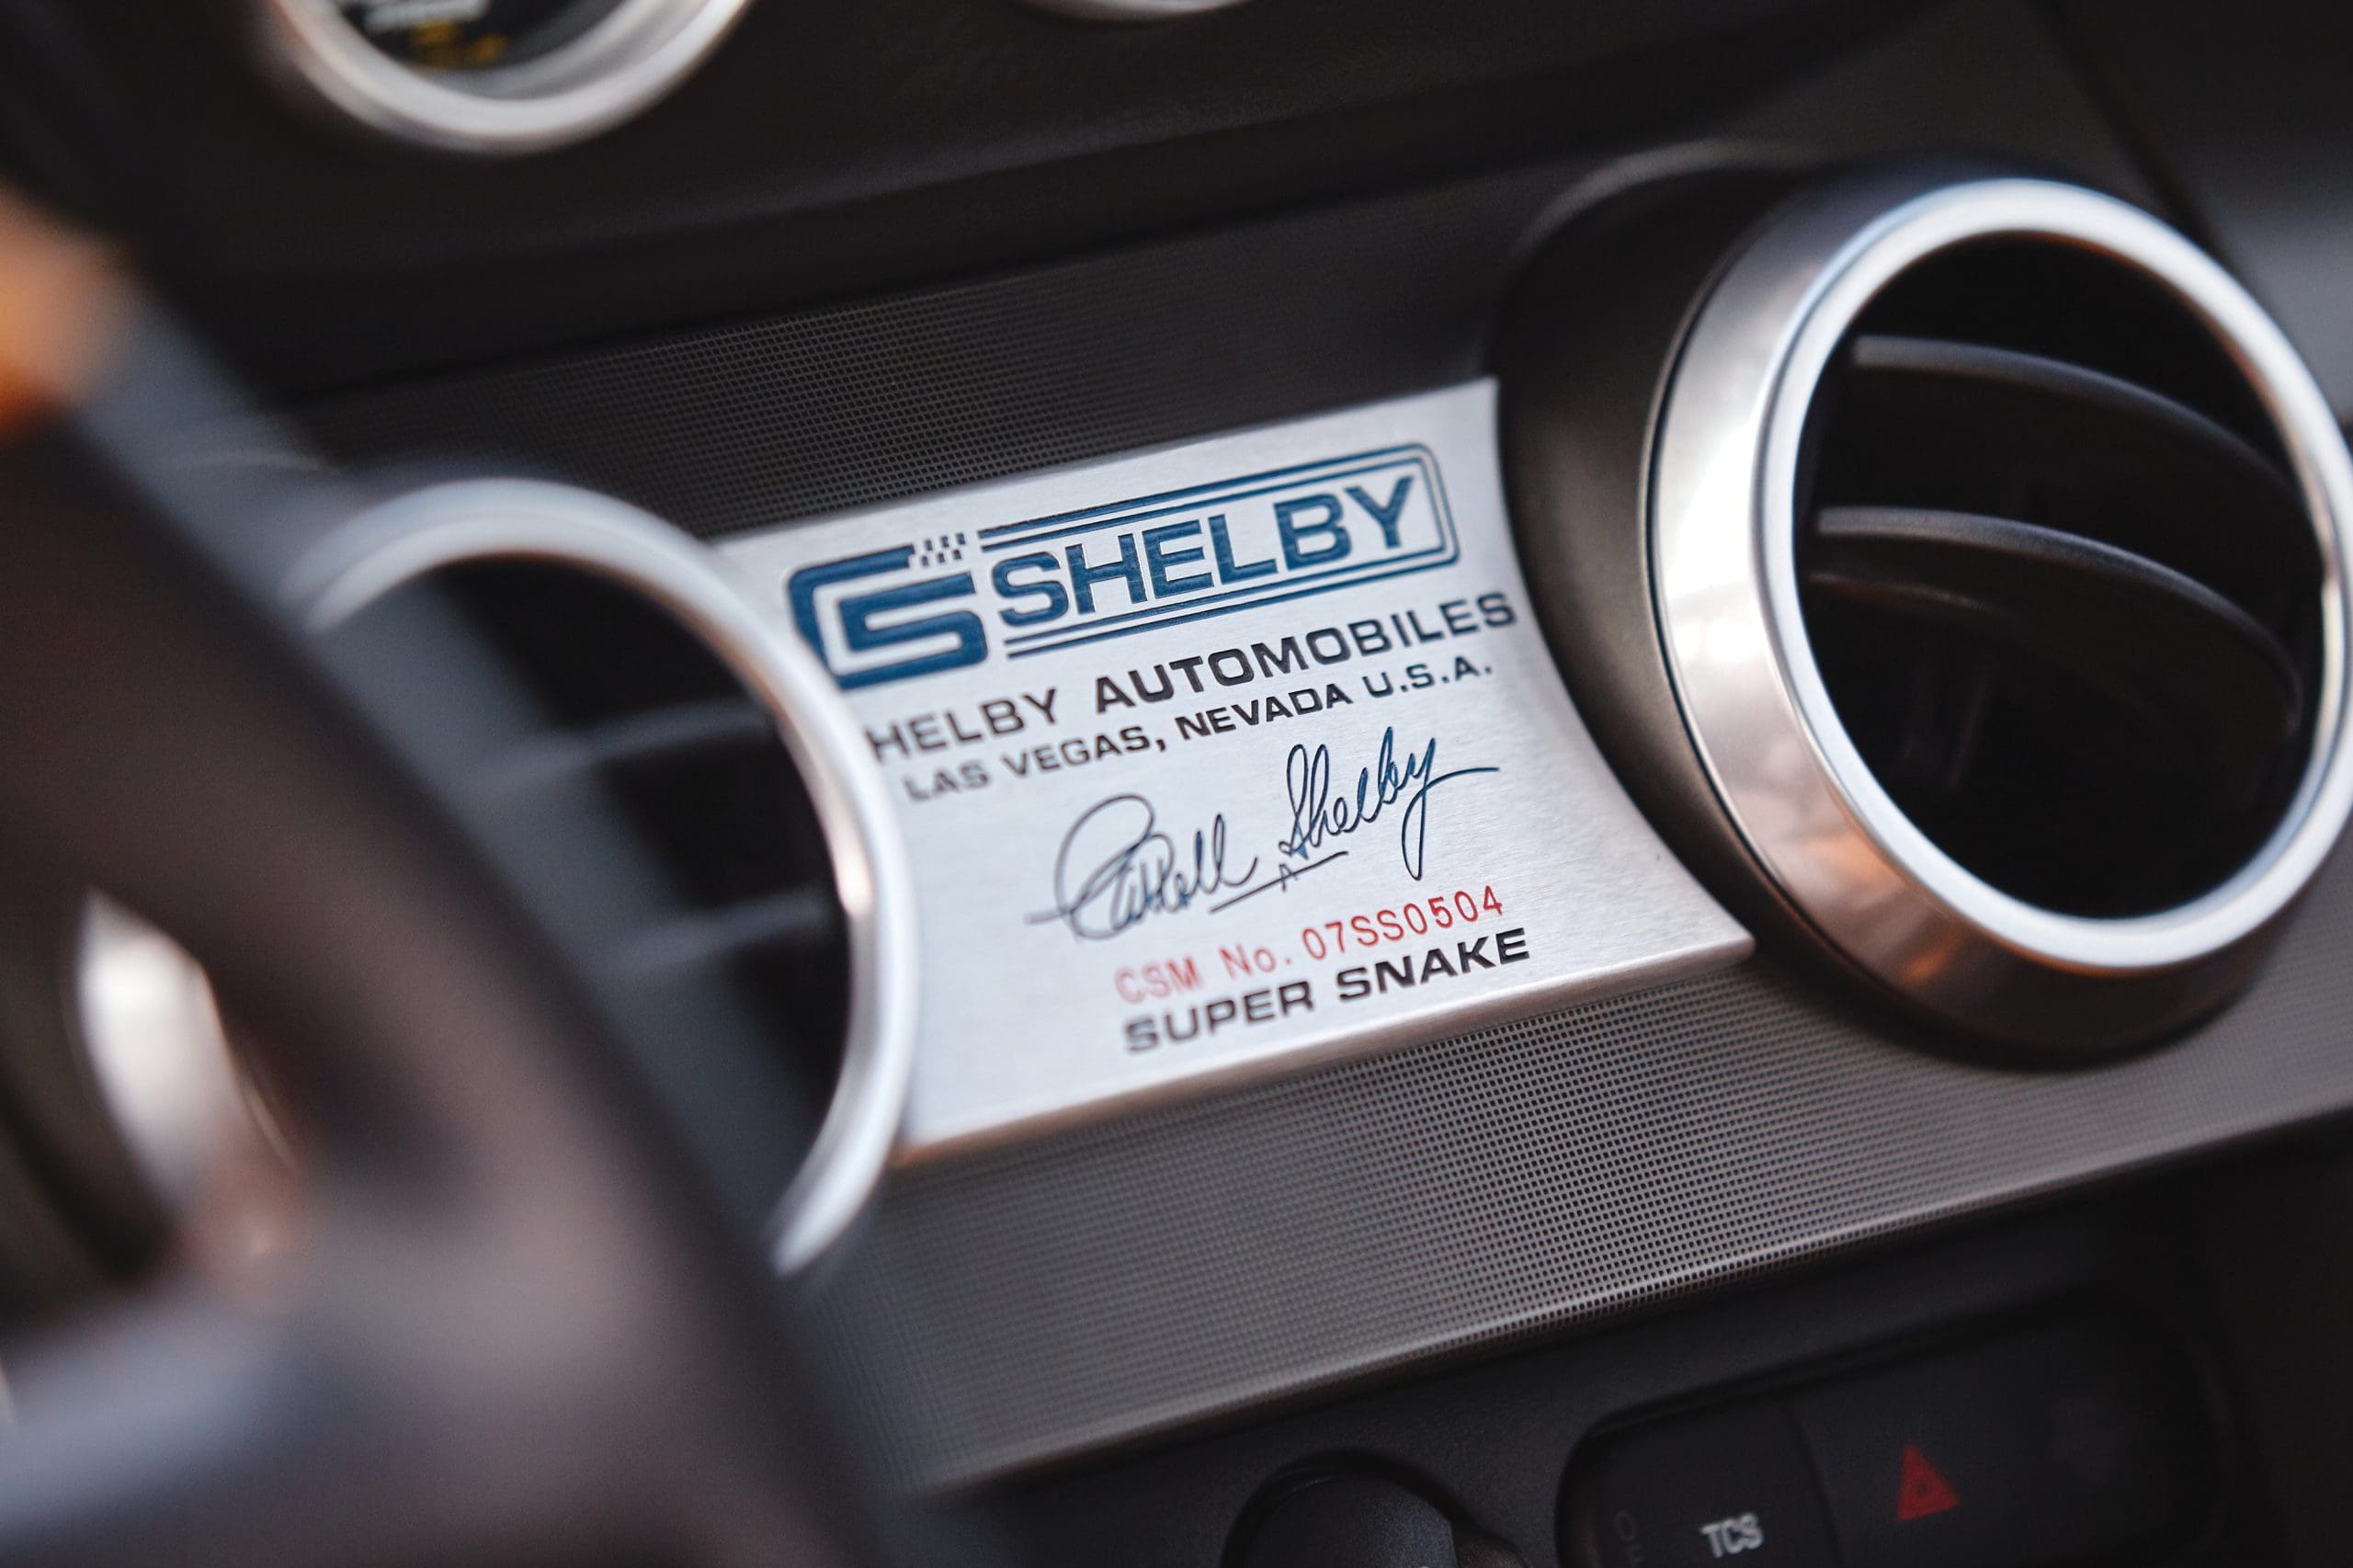 CS SHELBY
HELBY AUTOMOBILES
LAS VEGAS, NEVADA U.S.A.
Carroll Shelby
CSM No. 07SS0504
SUPER SNAKE
TCS